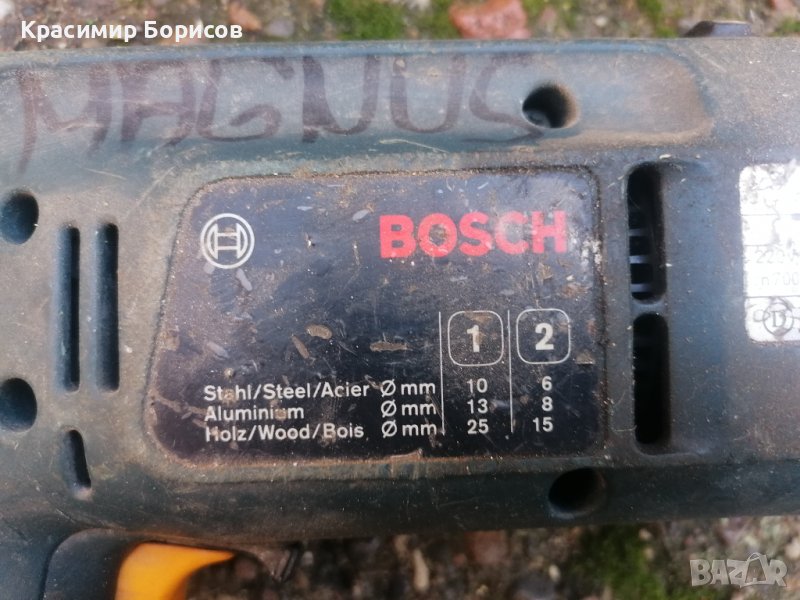 Красимир Борисов
MAGNUS
BOSCH
1 2
Stahl/Steel/Acier Ø mm 10 6
Aluminium Ø mm 13 8
Holz/Wood/Bois Ø mm 25 15
BAZAR